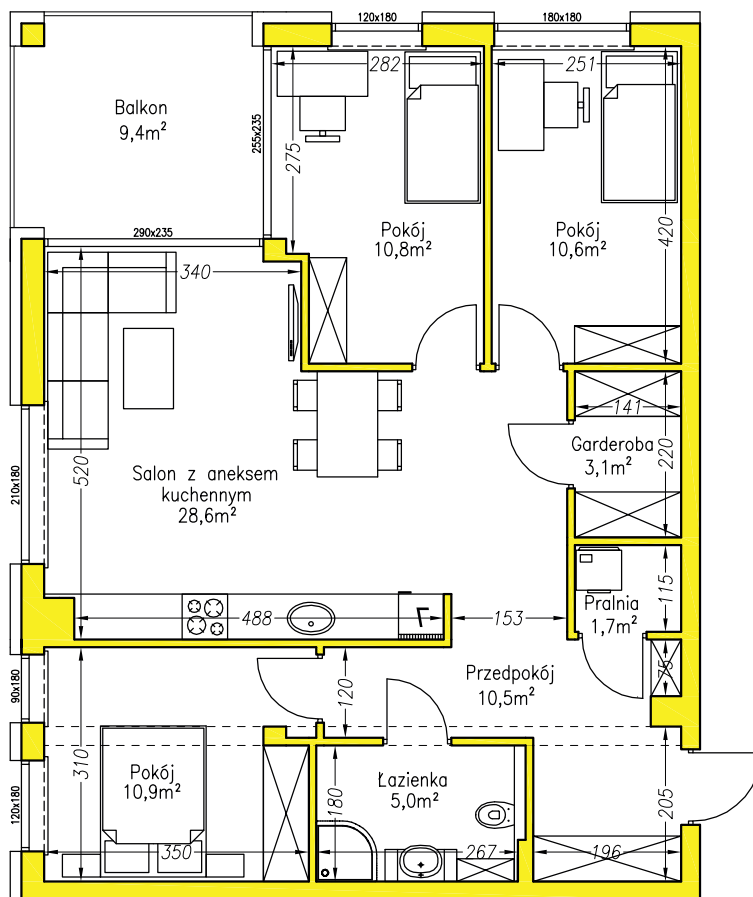 120x180
180x180
282
251
Balkon
9,4m²
255x235
275
Pokój
10,8m²
Pokój
10,6m²
420
290x235
340
141
Garderoba
3,1m²
220
210x180
520
Salon z aneksem
kuchennym
28,6m²
115
Pralnia
1,7m²
488
153
75
90x180
120
Przedpokój
10,5m²
310
Pokój
10,9m²
180
Łazienka
5,0m²
205
120x180
350
267
196